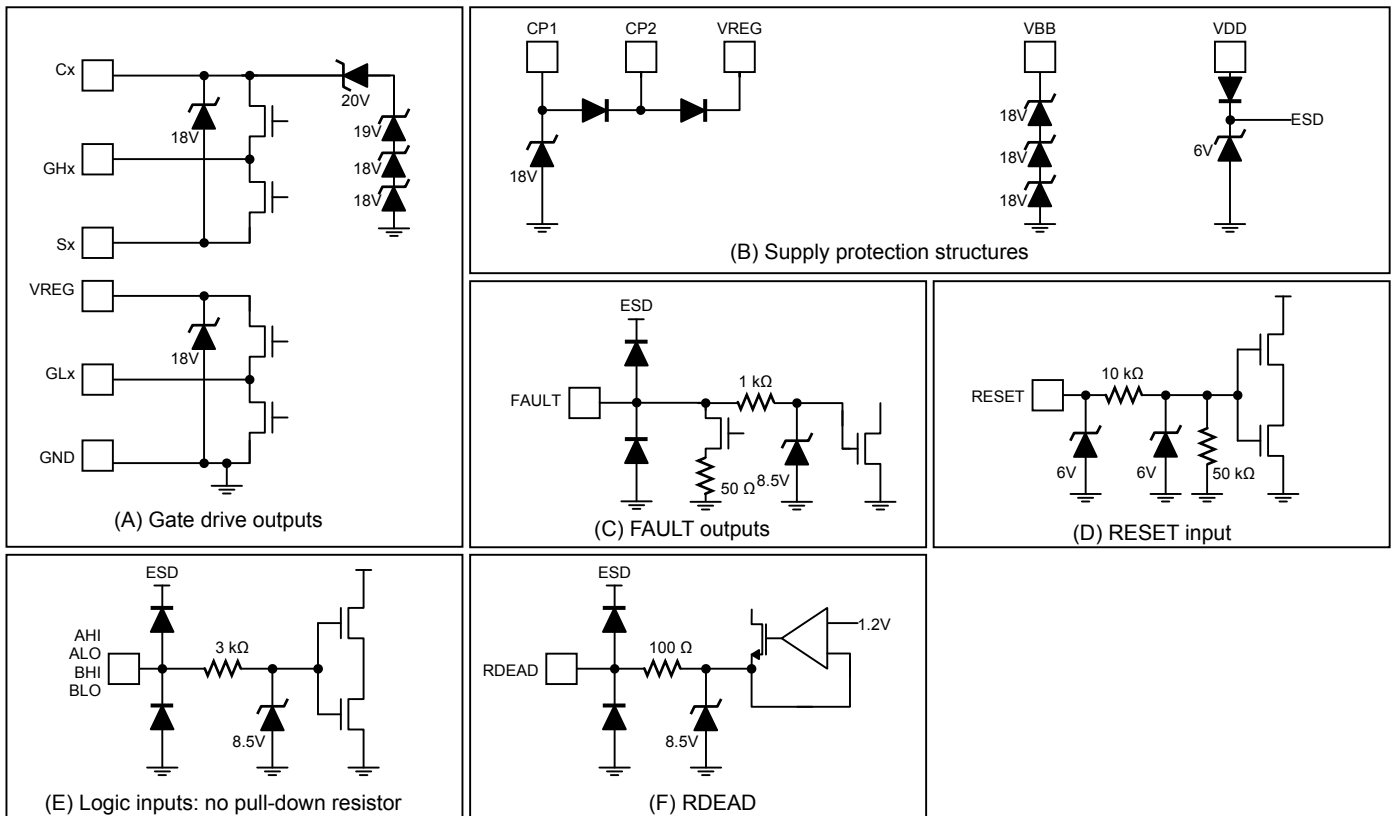 Cx
20V
18V
19V
GHx
18V
18V
Sx
VREG
18V
GLx
GND
(A) Gate drive outputs
CP1
CP2
VREG
VBB
VDD
18V
ESD
18V
6V
18V
18V
(B) Supply protection structures
ESD
1 kΩ
FAULT
50 Ω
8.5V
(C) FAULT outputs
10 kΩ
RESET
6V
6V
50 kΩ
(D) RESET input
ESD
AHI
ALO
BHI
BLO
3 kΩ
8.5V
(E) Logic inputs: no pull-down resistor
ESD
1.2V
100 Ω
RDEAD
8.5V
(F) RDEAD